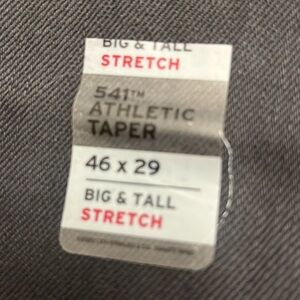 BIG & TALL
STRETCH
541™
ATHLETIC
TAPER
46 x 29
BIG & TALL
STRETCH